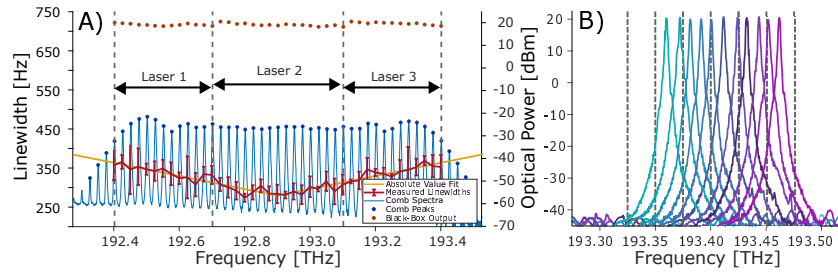 A)
B)
750
650
550
450
350
250
Linewidth [Hz]
Laser 1
Laser 2
Laser 3
20
10
0
-10
-20
-30
-40
-50
-60
-70
Optical Power [dBm]
Absolute Value Fit
Measured Linewidths
Comb Spectra
Comb Peaks
Black-Box Output
192.4
192.6
192.8
193.0
193.2
193.4
Frequency [THz]
20
10
0
-10
-20
-30
-40
193.30
193.35
193.40
193.45
193.50
Frequency [THz]